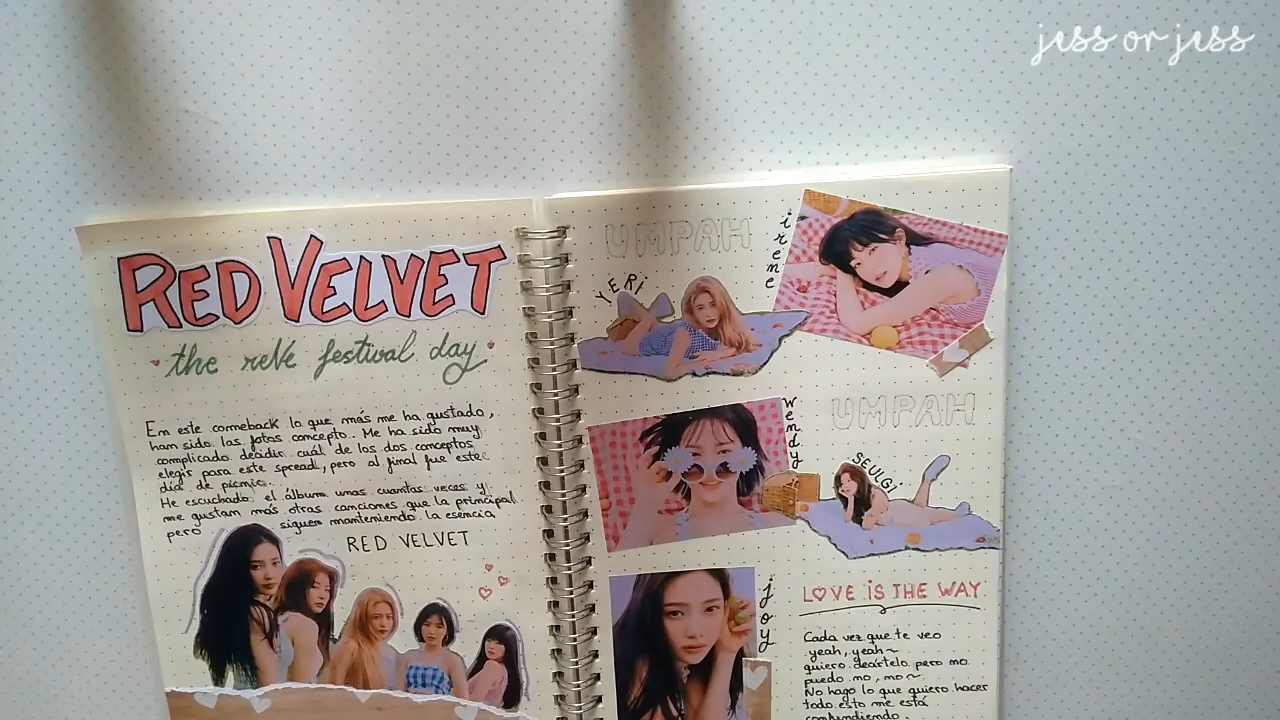 jess or jess
RED VELVET
the reVe festival day
En este comeback lo que más me ha gustado,
han sido las fotos concepto. Me ha sido muy
complicado decidir cuál de los dos conceptos
elegir para este spread, pero al final fue este
día de picnic.
He escuchado el álbum unas cuantas veces y
me gustan más otras canciones que la principal
pero siguen manteniendo la esencia
RED VELVET
UMPAH
irene
YERI
wendy
UMPAH
SEULGI
joy
LOVE iS THE WAY
Cada vez que te veo
yeah, yeah~
quiero decírtelo pero no
puedo no, no~.
No hago lo que quiero hacer
todo esto me está
confundiendo.